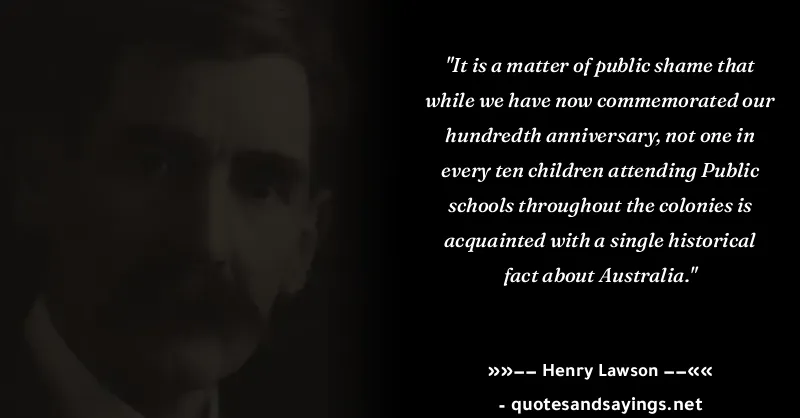 "It is a matter of public shame that
while we have now commemorated our
hundredth anniversary, not one in
every ten children attending Public
schools throughout the colonies is
acquainted with a single historical
fact about Australia."
»»−− Henry Lawson −−««
- quotesandsayings.net